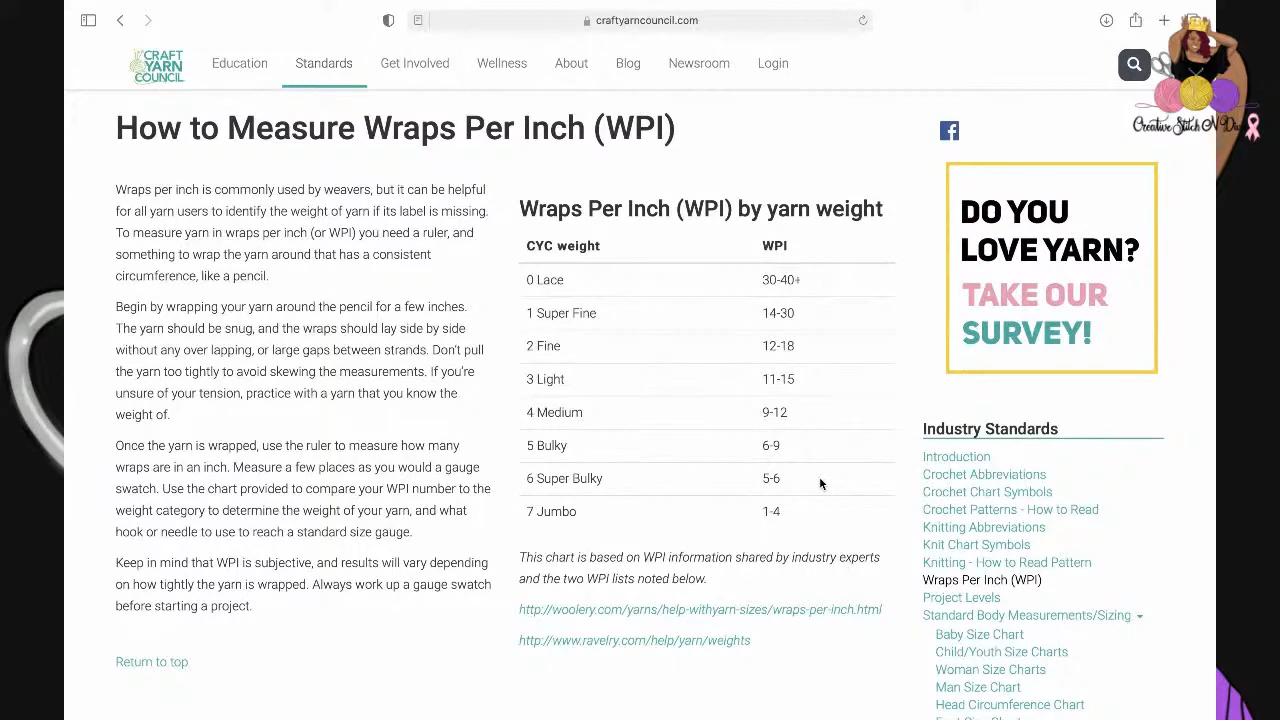 craftyarncouncil.com
CRAFT
YARN
COUNCIL
Education Standards Get Involved Wellness About Blog Newsroom Login
Creative Stitch N Diva
How to Measure Wraps Per Inch (WPI)
Wraps per inch is commonly used by weavers, but it can be helpful
for all yarn users to identify the weight of yarn if its label is missing.
To measure yarn in wraps per inch (or WPI) you need a ruler, and
something to wrap the yarn around that has a consistent
circumference, like a pencil.
Begin by wrapping your yarn around the pencil for a few inches.
The yarn should be snug, and the wraps should lay side by side
without any over lapping, or large gaps between strands. Don't pull
the yarn too tightly to avoid skewing the measurements. If you're
unsure of your tension, practice with a yarn that you know the
weight of.
Once the yarn is wrapped, use the ruler to measure how many
wraps are in an inch. Measure a few places as you would a gauge
swatch. Use the chart provided to compare your WPI number to the
weight category to determine the weight of your yarn, and what
hook or needle to use to reach a standard size gauge.
Keep in mind that WPI is subjective, and results will vary depending
on how tightly the yarn is wrapped. Always work up a gauge swatch
before starting a project.
Return to top
Wraps Per Inch (WPI) by yarn weight
CYC weight WPI
0 Lace 30-40+
1 Super Fine 14-30
2 Fine 12-18
3 Light 11-15
4 Medium 9-12
5 Bulky 6-9
6 Super Bulky 5-6
7 Jumbo 1-4
This chart is based on WPI information shared by industry experts
and the two WPI lists noted below.
http://woolery.com/yarns/help-withyarn-sizes/wraps-per-inch.html
http://www.ravelry.com/help/yarn/weights
DO YOU
LOVE YARN?
TAKE OUR
SURVEY!
Industry Standards
Introduction
Crochet Abbreviations
Crochet Chart Symbols
Crochet Patterns - How to Read
Knitting Abbreviations
Knit Chart Symbols
Knitting - How to Read Pattern
Wraps Per Inch (WPI)
Project Levels
Standard Body Measurements/Sizing
Baby Size Chart
Child/Youth Size Charts
Woman Size Charts
Man Size Chart
Head Circumference Chart